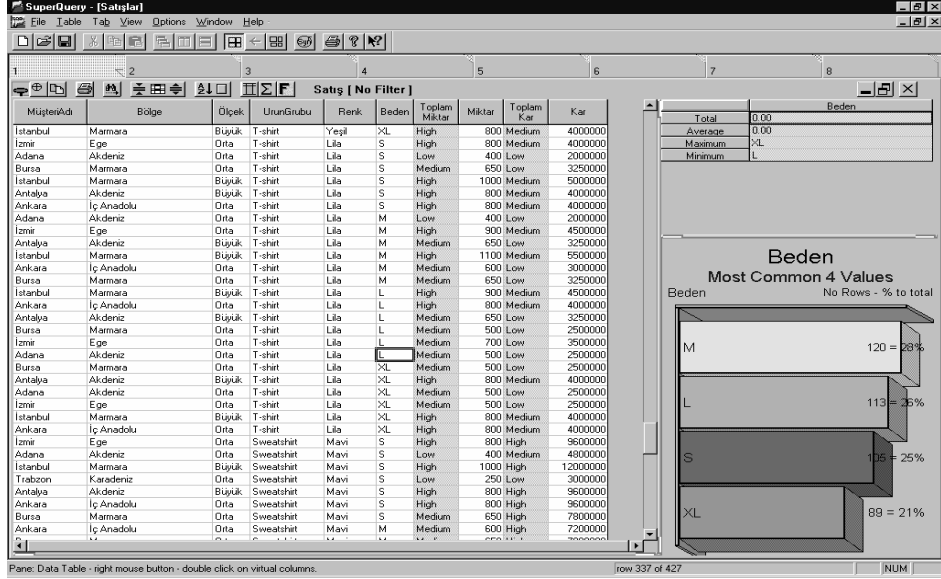 SuperQuery - [Satışlar]
File Table Tab View Options Window Help
1 2 3 4 5 6 7 8
Satış [ No Filter ]
MüşteriAdı Bölge Ölçek UrunGrubu Renk Beden Toplam Miktar Miktar Toplam Kar Kar
İstanbul Marmara Büyük T-shirt Yeşil XL High 800 Medium 4000000
İzmir Ege Orta T-shirt Lila S High 800 Medium 4000000
Adana Akdeniz Orta T-shirt Lila S Low 400 Low 2000000
Bursa Marmara Orta T-shirt Lila S Medium 650 Low 3250000
İstanbul Marmara Büyük T-shirt Lila S High 1000 Medium 5000000
Antalya Akdeniz Büyük T-shirt Lila S High 800 Medium 4000000
Ankara İç Anadolu Orta T-shirt Lila S High 800 Medium 4000000
Adana Akdeniz Orta T-shirt Lila M Low 400 Low 2000000
İzmir Ege Orta T-shirt Lila M High 900 Medium 4500000
Antalya Akdeniz Büyük T-shirt Lila M Medium 650 Low 3250000
İstanbul Marmara Büyük T-shirt Lila M High 1100 Medium 5500000
Ankara İç Anadolu Orta T-shirt Lila M Medium 600 Low 3000000
Bursa Marmara Orta T-shirt Lila M Medium 650 Low 3250000
İstanbul Marmara Büyük T-shirt Lila L High 900 Medium 4500000
Ankara İç Anadolu Orta T-shirt Lila L High 800 Medium 4000000
Antalya Akdeniz Büyük T-shirt Lila L Medium 650 Low 3250000
Bursa Marmara Orta T-shirt Lila L Medium 500 Low 2500000
İzmir Ege Orta T-shirt Lila L Medium 700 Low 3500000
Adana Akdeniz Orta T-shirt Lila L Medium 500 Low 2500000
Bursa Marmara Orta T-shirt Lila XL Medium 500 Low 2500000
Antalya Akdeniz Büyük T-shirt Lila XL High 800 Medium 4000000
Adana Akdeniz Orta T-shirt Lila XL Medium 500 Low 2500000
İzmir Ege Orta T-shirt Lila XL Medium 500 Low 2500000
İstanbul Marmara Büyük T-shirt Lila XL High 800 Medium 4000000
Ankara İç Anadolu Orta T-shirt Lila XL High 800 Medium 4000000
İzmir Ege Orta Sweatshirt Mavi S High 800 High 9600000
Adana Akdeniz Orta Sweatshirt Mavi S Low 400 Medium 4800000
İstanbul Marmara Büyük Sweatshirt Mavi S High 1000 High 12000000
Trabzon Karadeniz Orta Sweatshirt Mavi S Low 250 Low 3000000
Antalya Akdeniz Büyük Sweatshirt Mavi S High 800 High 9600000
Ankara İç Anadolu Orta Sweatshirt Mavi S High 800 High 9600000
Bursa Marmara Orta Sweatshirt Mavi S Medium 650 High 7800000
Ankara İç Anadolu Orta Sweatshirt Mavi M Medium 600 High 7200000
Beden
Total 0.00
Average 0.00
Maximum XL
Minimum L
Beden
Most Common 4 Values
Beden No Rows - % to total
M 120 = 28%
L 113 = 26%
S 105 = 25%
XL 89 = 21%
Pane: Data Table - right mouse button - double click on virtual columns. row 337 of 427 NUM